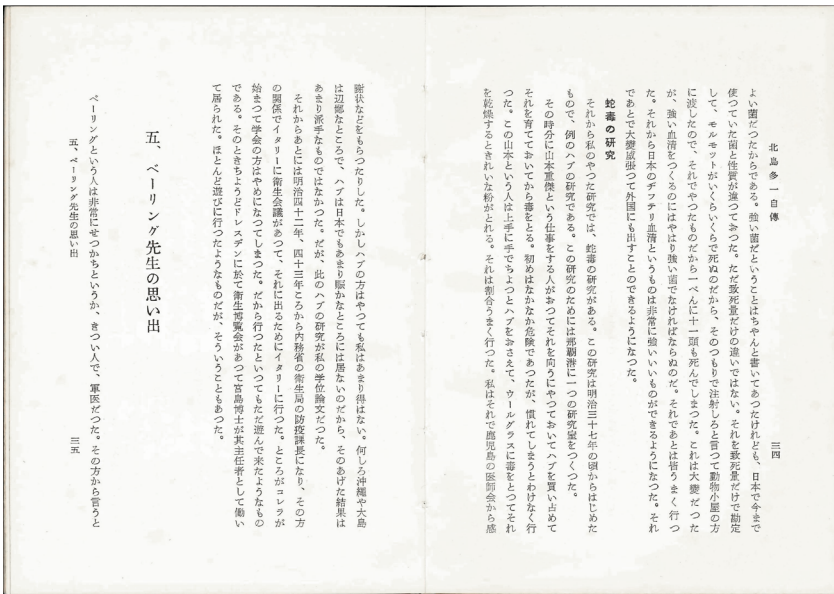 北島多一自傳
三四
よい菌だつたからである。強い菌だということはちやんと書いてあつたけれども、日本で今まで
使つていた菌と性質が違つておつた。ただ致死量だけの違いではない。それを致死量だけで勘定
して、モルモツトがいくらいくらで死ぬのだから、そのつもりで注射しろと言つて動物小屋の方
に渡したので、それでやつたものだから一ぺんに十一頭も死んでしまつた。これは大變だつた
が、強い血清をつくるのにはやはり強い菌でなければならぬのだ。それであとは皆うまく行つ
た。それから日本のヂフテリ血清というものは非常に強いいいものができるようになつた。それ
であとで大變威張つて外国にも出すことのできるようになつた。
蛇毒の研究
それから私のやつた研究では、蛇毒の研究がある。この研究は明治三十七年の頃からはじめた
もので、例のハブの研究である。この研究のためには那覇港に一つの研究室をつくつた。
その時分に山本重傑という仕事をする人がおつてそれを向うにやつておいてハブを買い占めて
それを育てておいてから毒をとる。初めはなかなか危険であつたが、慣れてしまうとわけなく行
つた。この山本という人は上手に手でちよつとハブをおさえて、ウールグラスに毒をとつてそれ
を乾燥するときれいな粉がとれる。それは割合うまく行つた。私はそれで鹿児島の医師会から感
謝状などをもらつたりした。しかしハブの方はやつても私はあまり得はない。何しろ沖繩や大島
は辺鄙なところで、ハブは日本でもあまり賑かなところには居ないのだから、そのあげた結果は
あまり派手なものではなかつた。だが、此のハブの研究が私の学位論文だつた。
それからあとには明治四十二年、四十三年ころから内務省の衛生局の防疫課長になり、その方
の関係でイタリーに衛生会議があつて、それに出るためにイタリーに行つた。ところがコレラが
始まつて学会の方はやめになつてしまつた。だから行つたといつてもただ遊んで来たようなもの
である。そのときちようどドレスデンに於て衛生博覧会があつて宮島博士が其主任者として働い
て居られた。ほとんど遊びに行つたようなものだが、そういうこともあつた。
五、ベーリング先生の思い出
ベーリングという人は非常にせつかちというか、きつい人で、軍医だつた。その方から言うと
五、ベーリング先生の思い出
三五